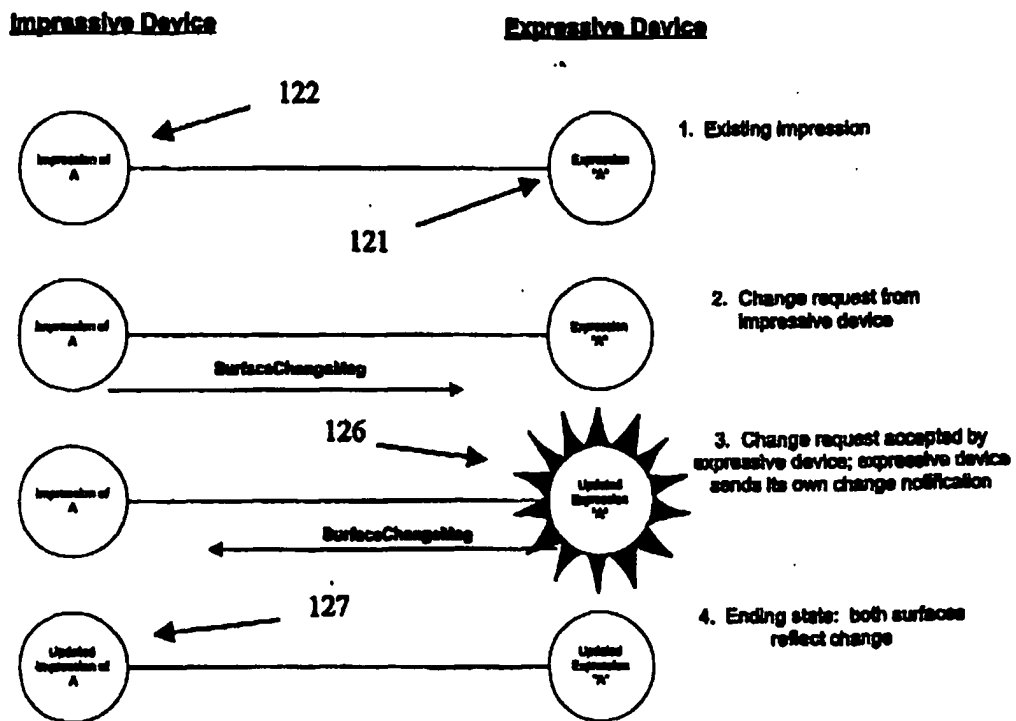 Impressive Device
Expressive Device
122
Impression of
A
Expression
"A"
1. Existing impression
121
Impression of
A
Expression
"A"
2. Change request from
impressive device
SurfaceChangeMsg
126
Impression of
A
Updated
Expression
"A"
3. Change request accepted by
expressive device; expressive device
sends its own change notification
SurfaceChangeMsg
127
Updated
Impression of
A
Updated
Expression
"A"
4. Ending state: both surfaces
reflect change